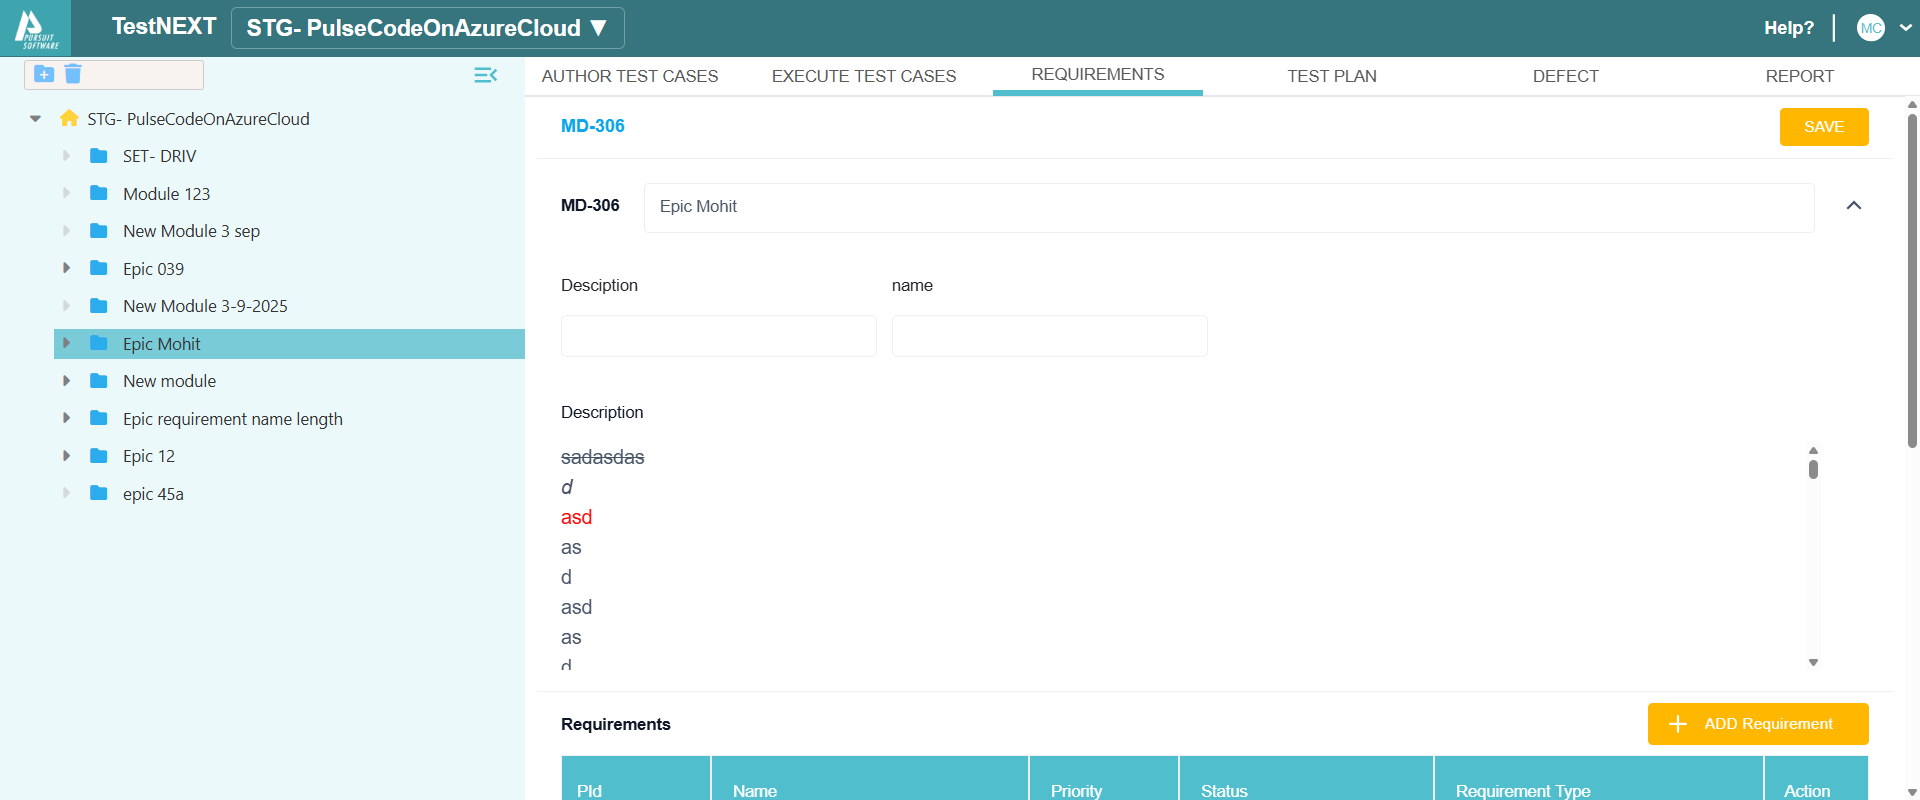 PURSUIT
SOFTWARE
TestNEXT
STG- PulseCodeOnAzureCloud ▼
Help?
MC
AUTHOR TEST CASES
EXECUTE TEST CASES
REQUIREMENTS
TEST PLAN
DEFECT
REPORT
STG- PulseCodeOnAzureCloud
SET- DRIV
Module 123
New Module 3 sep
Epic 039
New Module 3-9-2025
Epic Mohit
New module
Epic requirement name length
Epic 12
epic 45a
MD-306
SAVE
MD-306
Epic Mohit
Desciption
name
Description
sadasdas
d
asd
as
d
asd
as
d
Requirements
ADD Requirement
PId
Name
Priority
Status
Requirement Type
Action